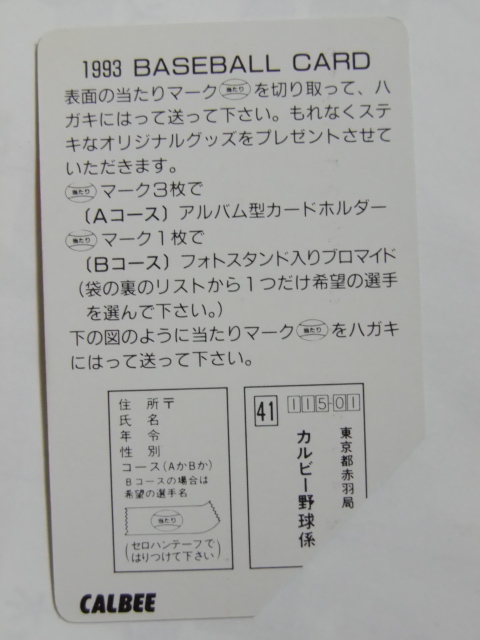 1993 BASEBALL CARD
表面の当たりマーク当たりを切り取って、ハ
ガキにはって送って下さい。もれなくステ
キなオリジナルグッズをプレゼントさせて
いただきます。
当たりマーク3枚で
〔Aコース〕アルバム型カードホルダー
当たりマーク1枚で
〔Bコース〕フォトスタンド入りブロマイド
(袋の裏のリストから1つだけ希望の選手
を選んで下さい。)
下の図のように当たりマーク当たりをハガキ
にはって送って下さい。
住所〒
氏名
年令
性別
コース(AかBか)
Bコースの場合は
希望の選手名
当たり
(セロハンテープで
はりつけて下さい)
41
115-01
東京都赤羽局
カルビー野球係
CALBEE